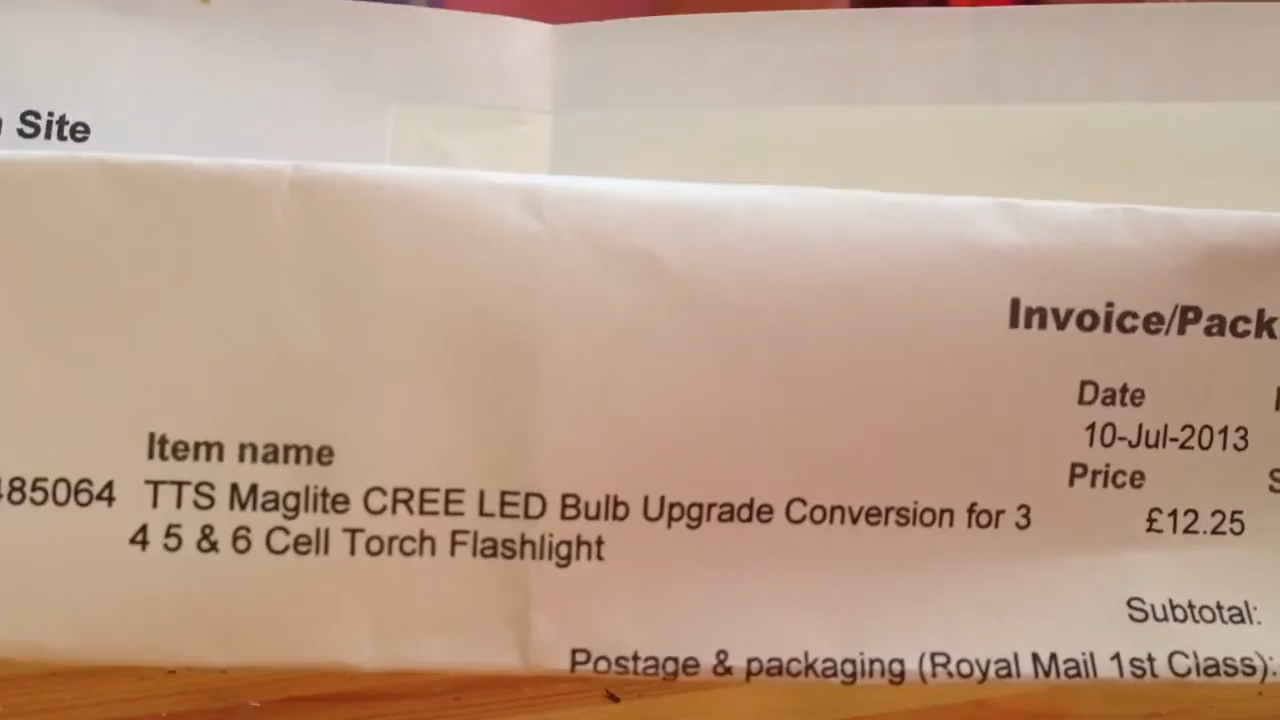 Site
Invoice/Pack
Date
10-Jul-2013
Item name
Price
85064 TTS Maglite CREE LED Bulb Upgrade Conversion for 3 £12.25
4 5 & 6 Cell Torch Flashlight
Subtotal:
Postage & packaging (Royal Mail 1st Class):